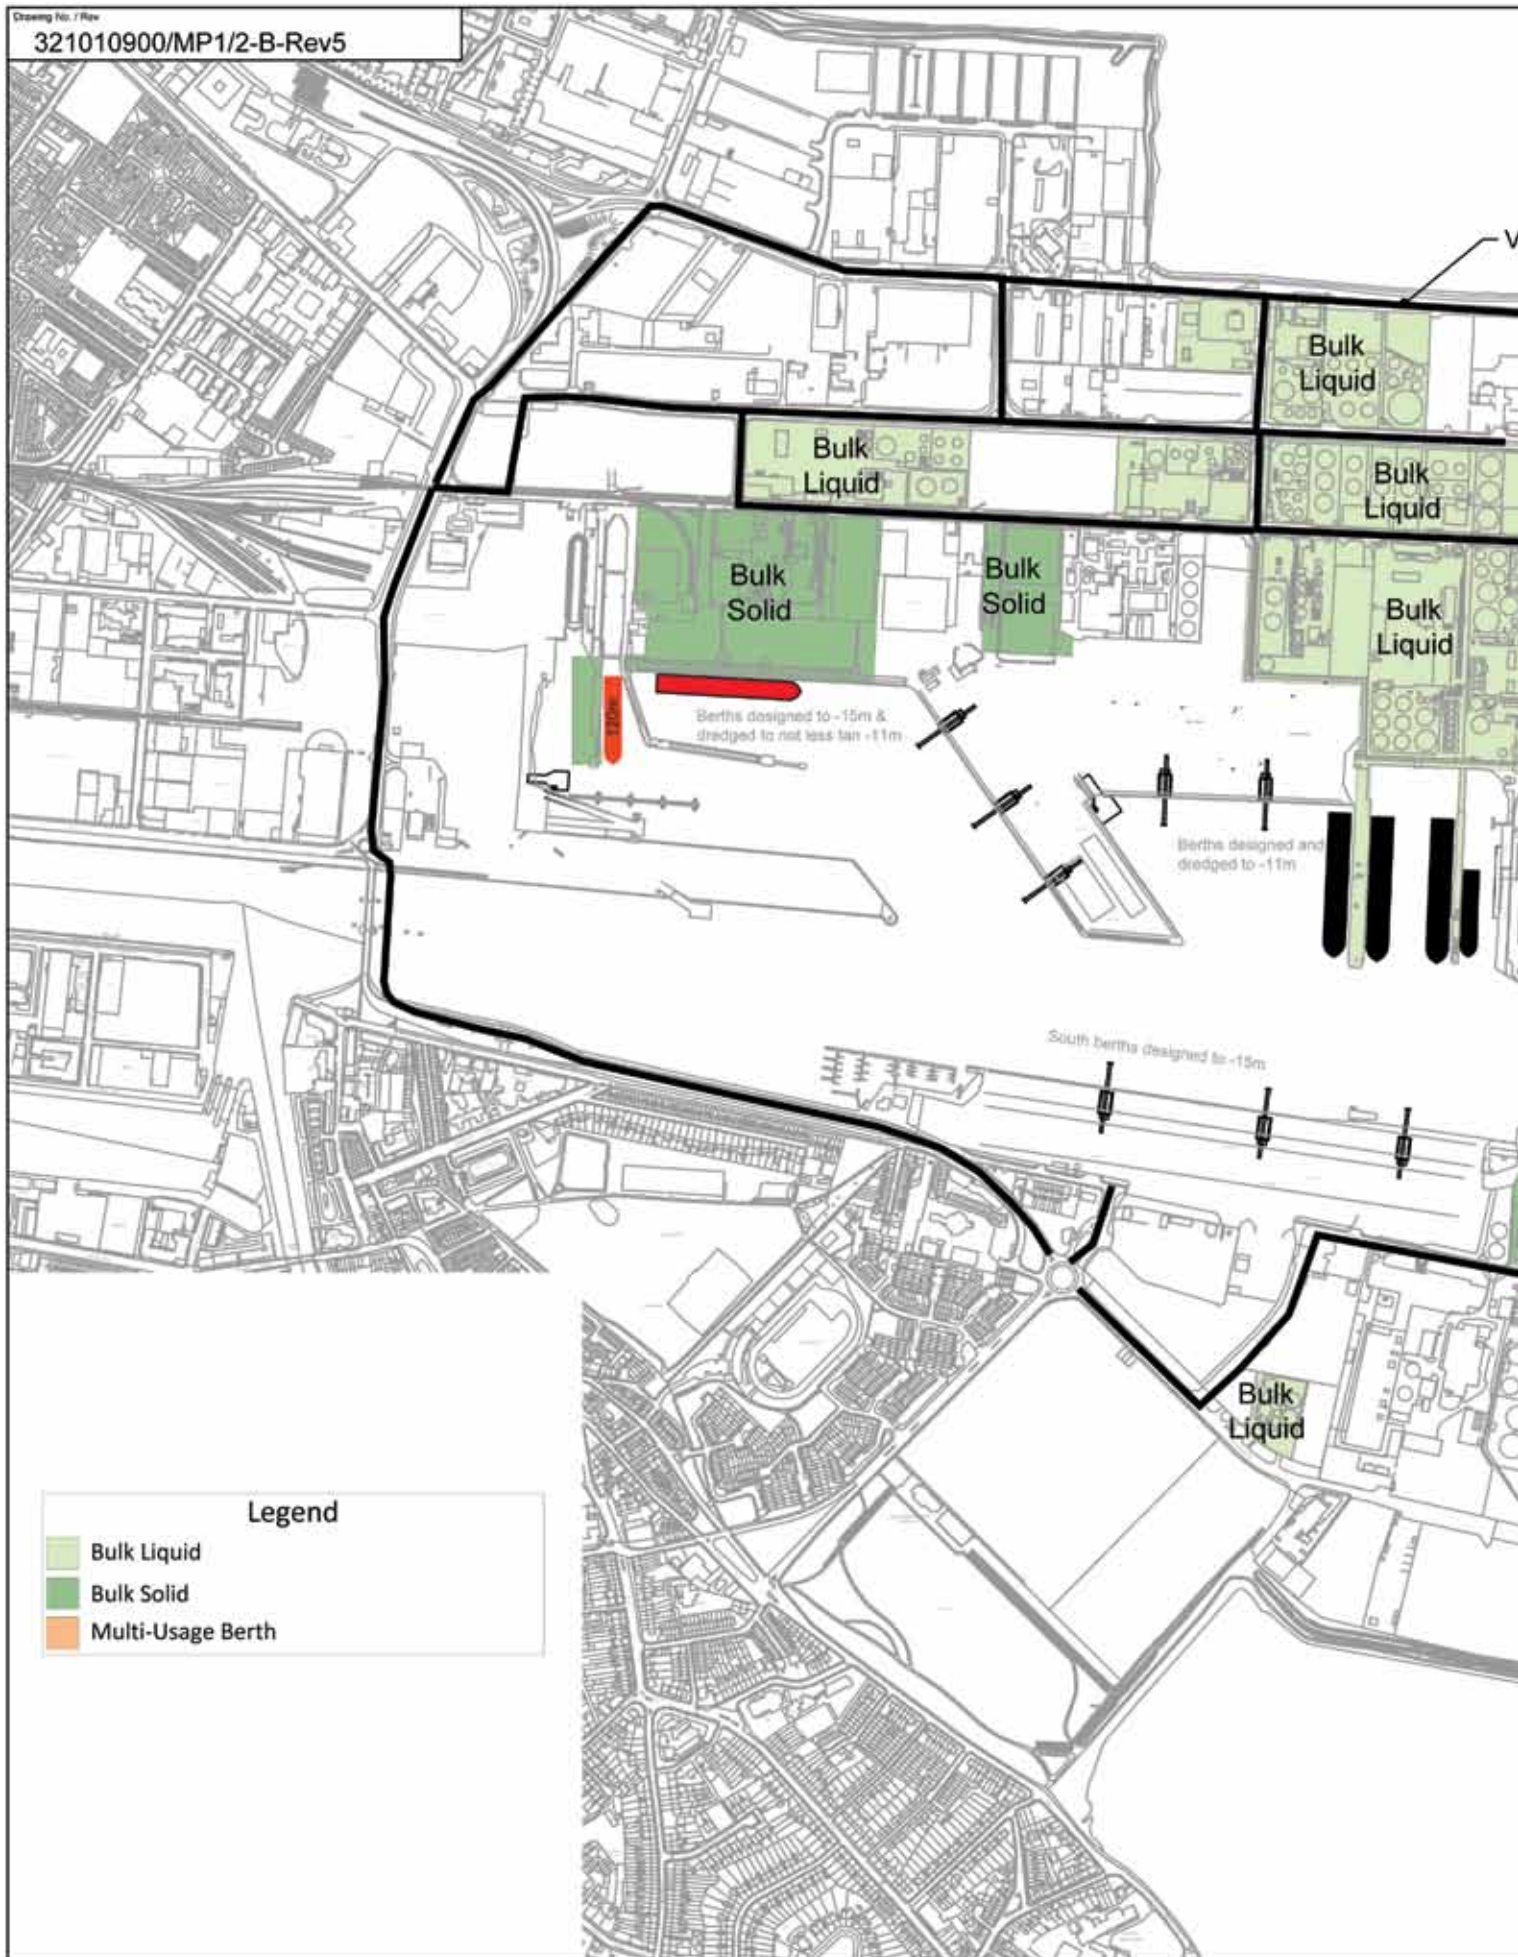 Drawing No. / Rev
321010900/MP1/2-B-Rev5
V
Bulk
Liquid
Bulk
Liquid
Bulk
Liquid
Bulk
Solid
Bulk
Solid
Bulk
Liquid
120m
Berths designed to -15m &
dredged to not less tan -11m
Berths designed and
dredged to -11m
South berths designed to -15m
Bulk
Liquid
Legend
Bulk Liquid
Bulk Solid
Multi-Usage Berth